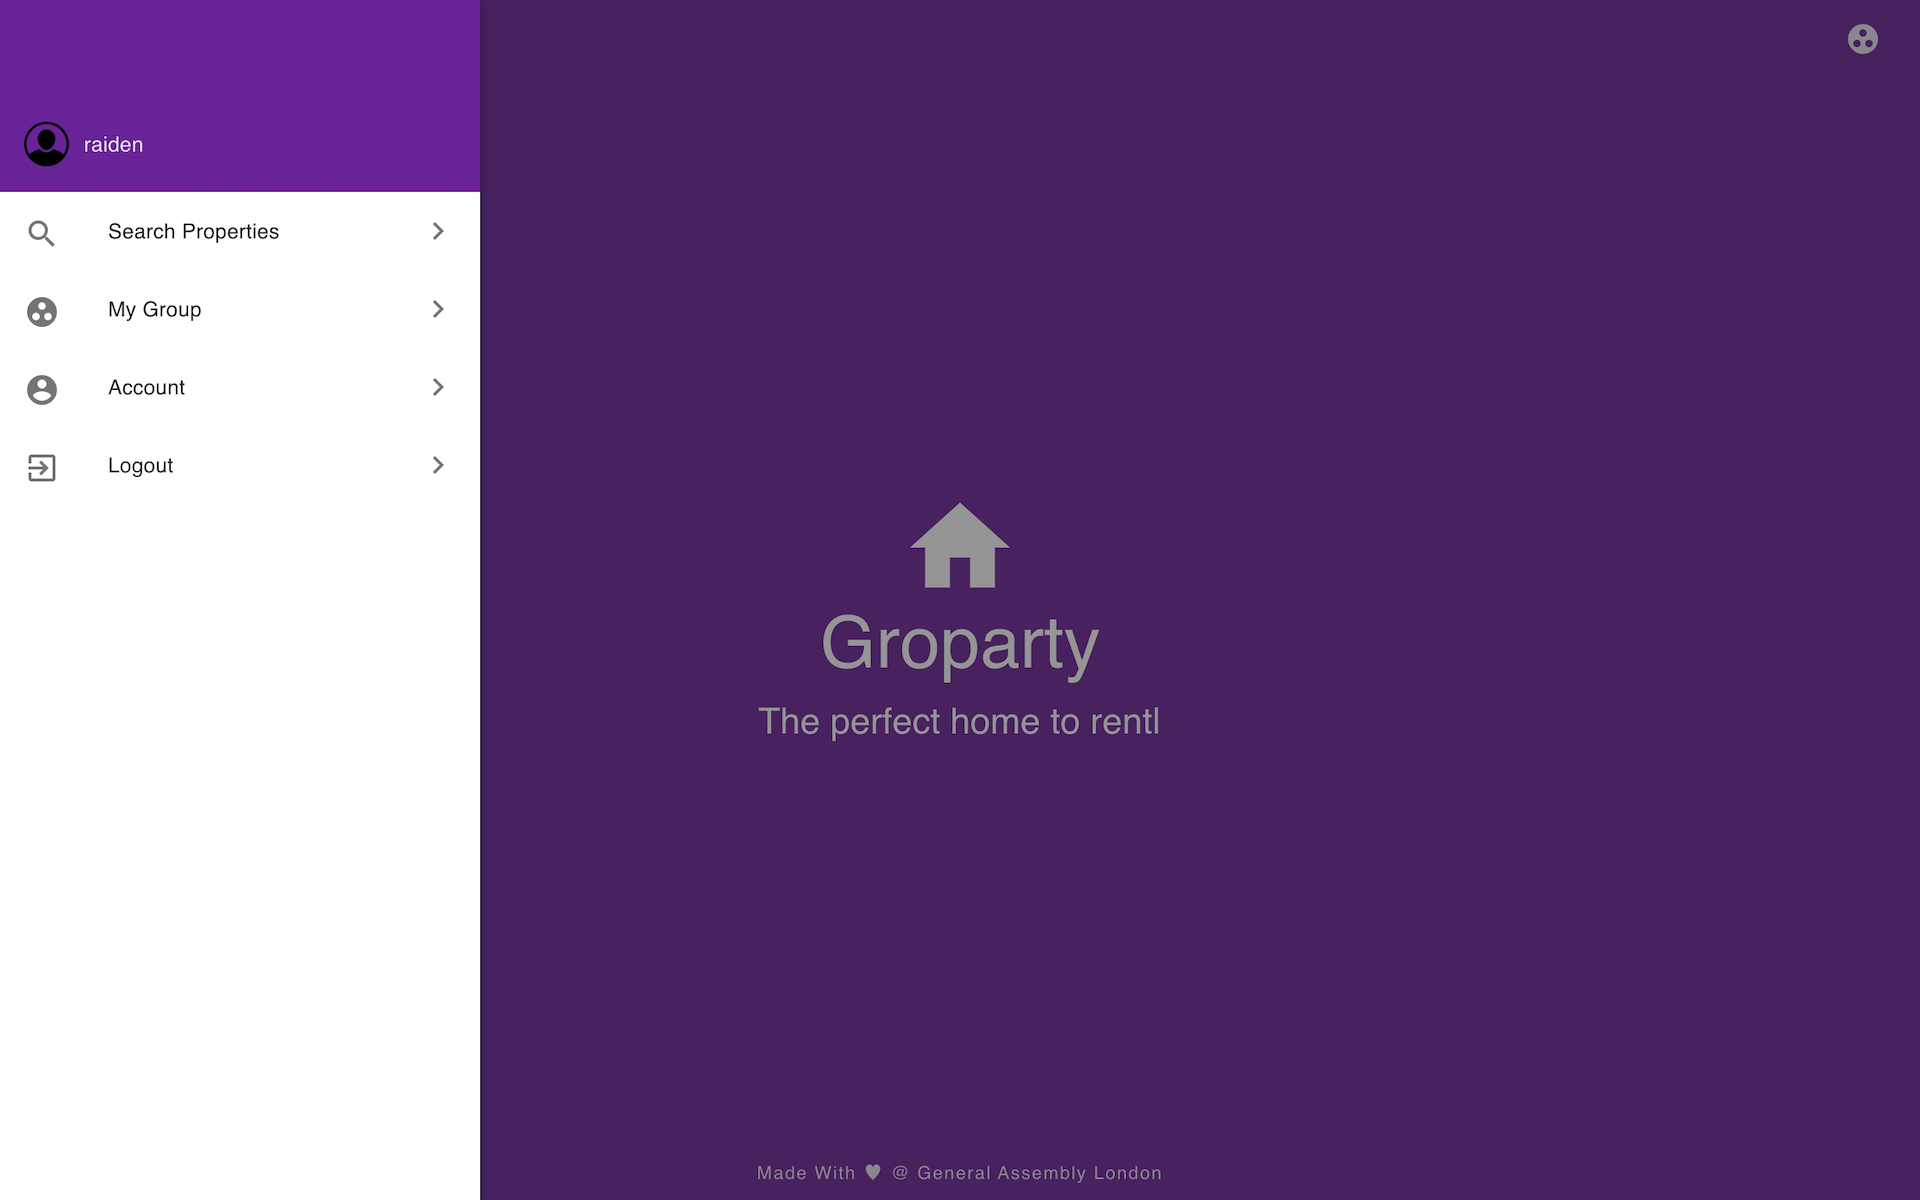 raiden
Search Properties
My Group
Account
Logout
Groparty
The perfect home to rentl
Made With ♥ @ General Assembly London